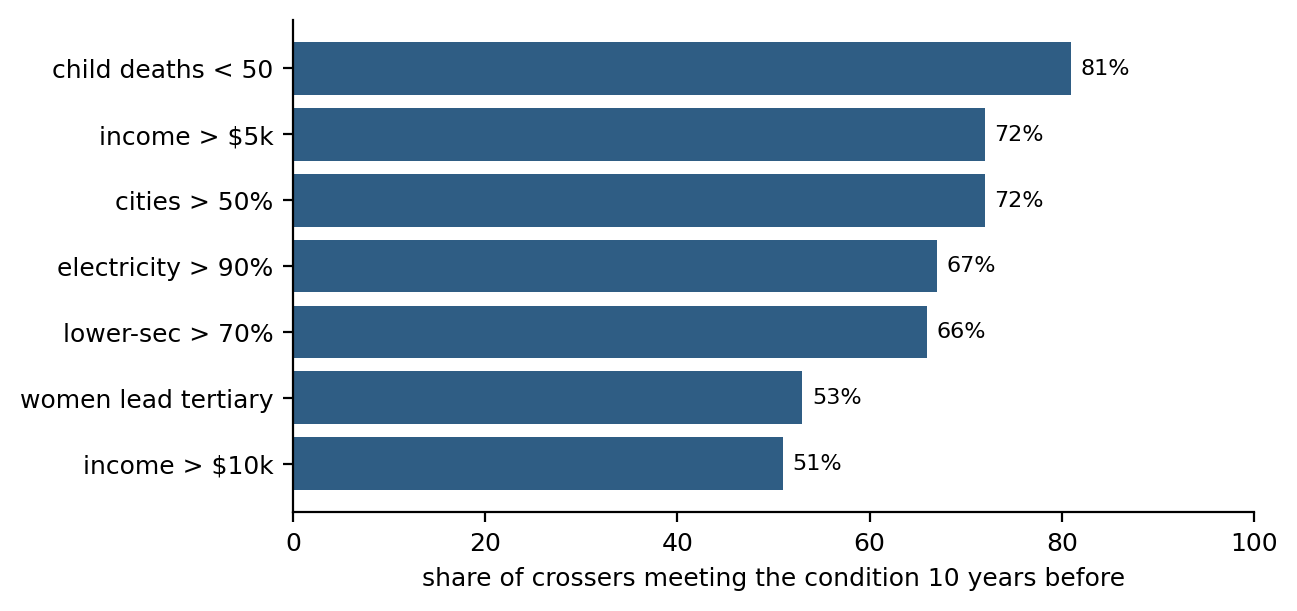 child deaths < 50 81%
income > $5k 72%
cities > 50% 72%
electricity > 90% 67%
lower-sec > 70% 66%
women lead tertiary 53%
income > $10k 51%
0 20 40 60 80 100
share of crossers meeting the condition 10 years before